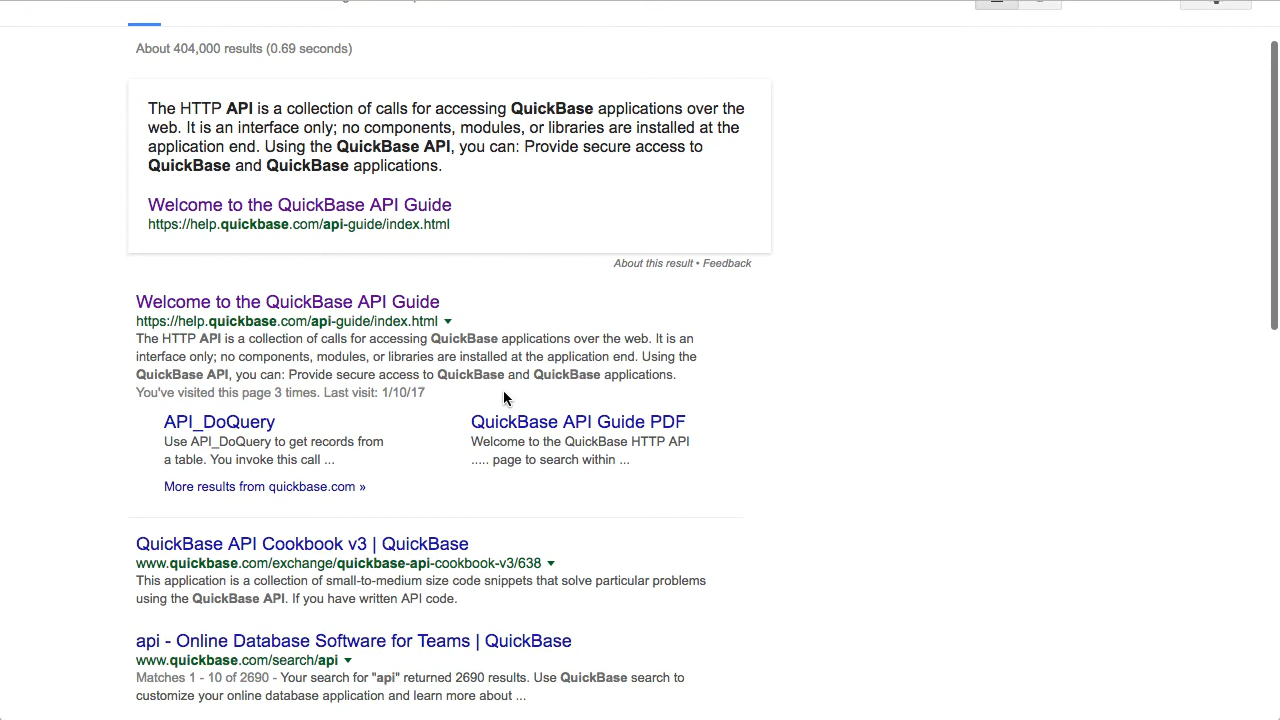 About 404,000 results (0.69 seconds)
The HTTP API is a collection of calls for accessing QuickBase applications over the
web. It is an interface only; no components, modules, or libraries are installed at the
application end. Using the QuickBase API, you can: Provide secure access to
QuickBase and QuickBase applications.
Welcome to the QuickBase API Guide
https://help.quickbase.com/api-guide/index.html
About this result • Feedback
Welcome to the QuickBase API Guide
https://help.quickbase.com/api-guide/index.html
The HTTP API is a collection of calls for accessing QuickBase applications over the web. It is an
interface only; no components, modules, or libraries are installed at the application end. Using the
QuickBase API, you can: Provide secure access to QuickBase and QuickBase applications.
You've visited this page 3 times. Last visit: 1/10/17
API_DoQuery
Use API_DoQuery to get records from
a table. You invoke this call ...
QuickBase API Guide PDF
Welcome to the QuickBase HTTP API
..... page to search within ...
More results from quickbase.com »
QuickBase API Cookbook v3 | QuickBase
www.quickbase.com/exchange/quickbase-api-cookbook-v3/638
This application is a collection of small-to-medium size code snippets that solve particular problems
using the QuickBase API. If you have written API code.
api - Online Database Software for Teams | QuickBase
www.quickbase.com/search/api
Matches 1 - 10 of 2690 - Your search for "api" returned 2690 results. Use QuickBase search to
customize your online database application and learn more about ...